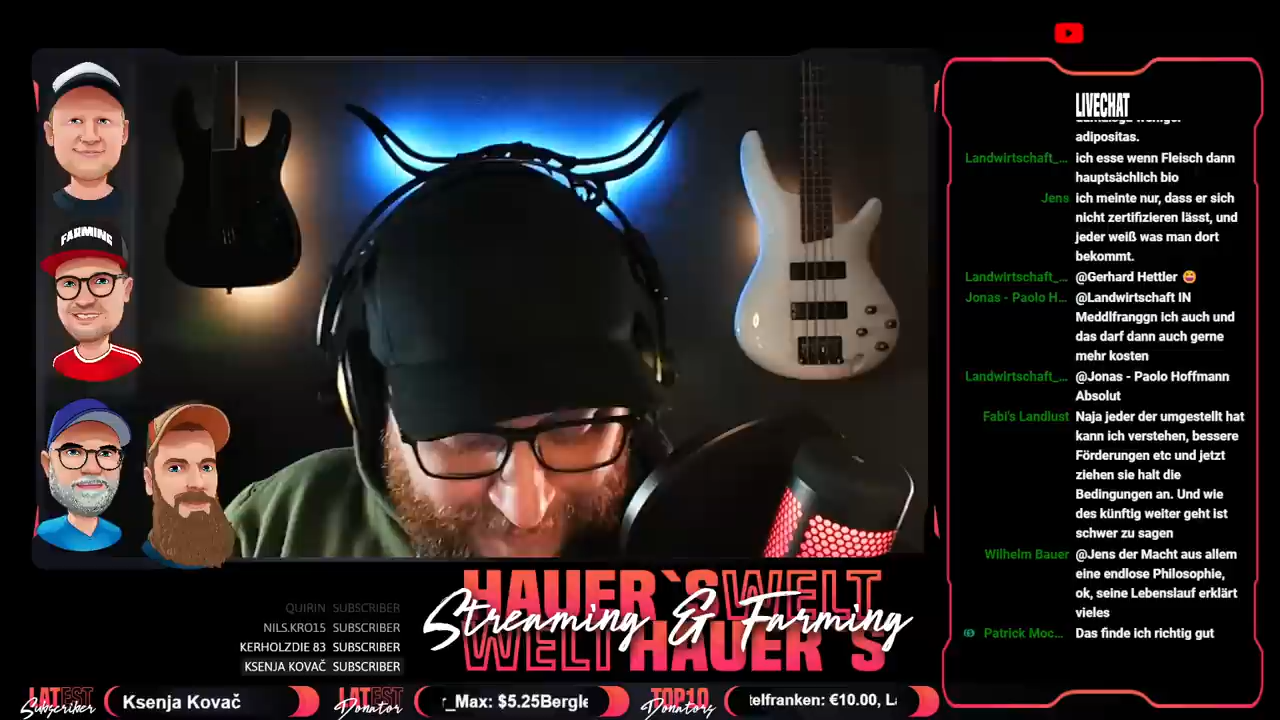 LIVECHAT
adipositas.
Landwirtschaft_... ich esse wenn Fleisch dann
hauptsächlich bio
Jens ich meinte nur, dass er sich
nicht zertifizieren lässt, und
jeder weiß was man dort
bekommt.
Landwirtschaft_... @Gerhard Hettler 😄
Jonas - Paolo H... @Landwirtschaft IN
Meddlfranggn ich auch und
das darf dann auch gerne
mehr kosten
Landwirtschaft_... @Jonas - Paolo Hoffmann
Absolut
Fabi's Landlust Naja jeder der umgestellt hat
kann ich verstehen, bessere
Förderungen etc und jetzt
ziehen sie halt die
Bedingungen an. Und wie
des künftig weiter geht ist
schwer zu sagen
Wilhelm Bauer @Jens der Macht aus allem
eine endlose Philosophie,
ok, seine Lebenslauf erklärt
vieles
Patrick Moc... Das finde ich richtig gut
FARMING
QUIRIN SUBSCRIBER
NILS.KRO15 SUBSCRIBER
KERHOLZDIE 83 SUBSCRIBER
KSENJA KOVAČ SUBSCRIBER
HAUER`S WELT
Streaming & Farming
WELT HAUER`S
LATEST
Subscriber
Ksenja Kovač
LATEST
Donator
r_Max: $5.25Bergle
TOP10
Donators
telfranken: €10.00, L